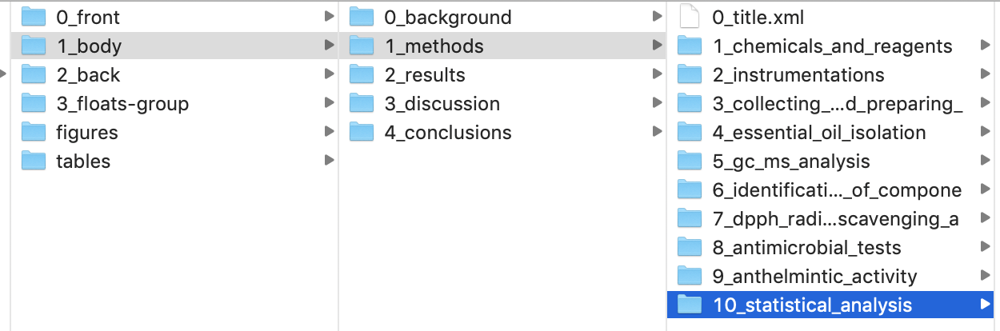 0_front
1_body
2_back
3_floats-group
figures
tables
0_background
1_methods
2_results
3_discussion
4_conclusions
0_title.xml
1_chemicals_and_reagents
2_instrumentations
3_collecting_...d_preparing_
4_essential_oil_isolation
5_gc_ms_analysis
6_identificati..._of_compone
7_dpph_radi...scavenging_a
8_antimicrobial_tests
9_anthelmintic_activity
10_statistical_analysis